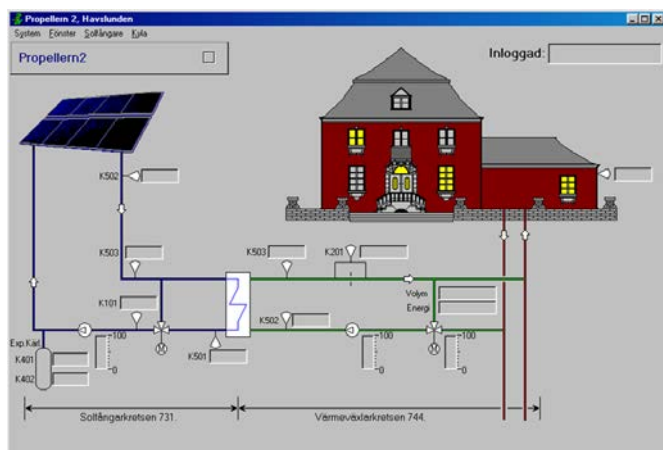 Propellern 2, Havslunden
System Fönster Solfångare Kyla
Propellern2
Inloggad:
K502
K503
K503
K201
K101
Volym
Energi
K502
Exp.Kärl
100
K501
100
100
K401
K402
0
0
0
Solfångarkretsen 731.
Värmeväxlarkretsen 744.